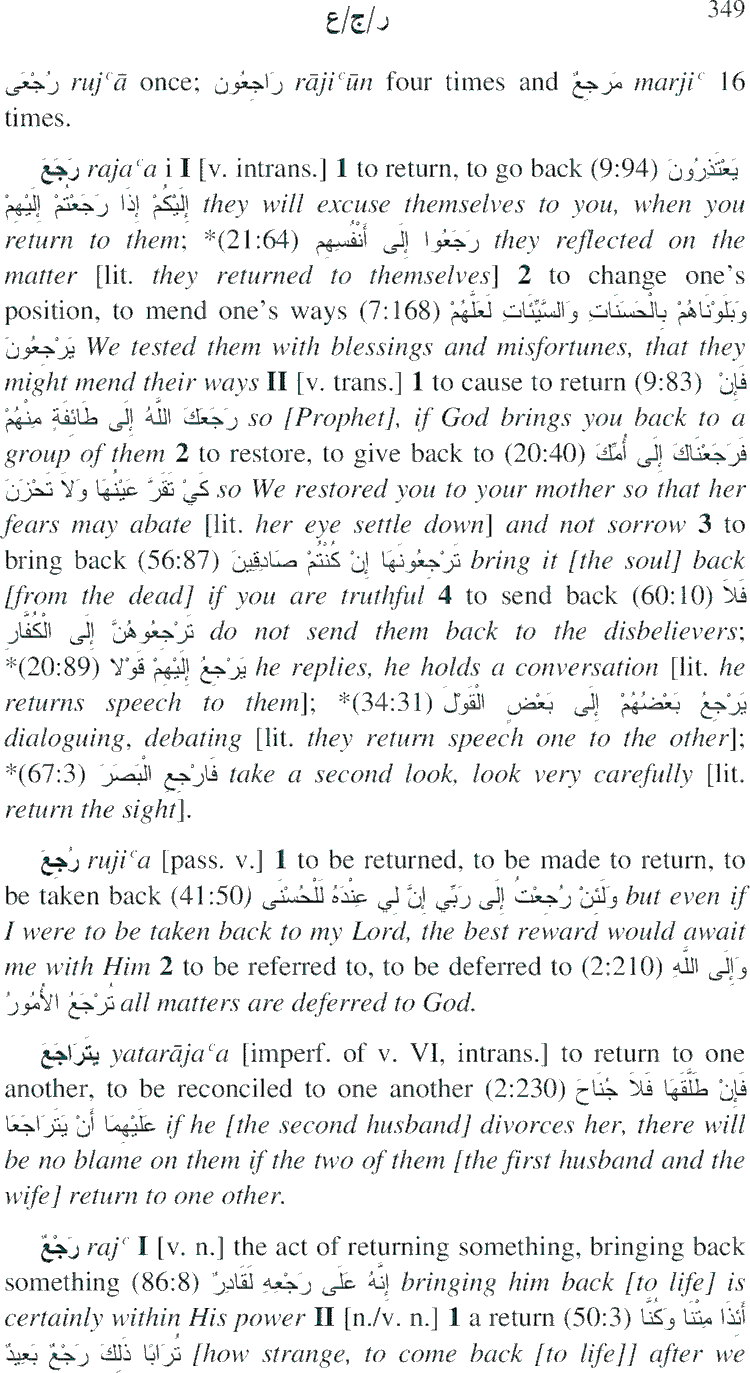 ر/ج/ع 349
رُجْعَى rujʿā once; رَاجِعُون rājiʿūn four times and مَرجِعٌ marjiʿ 16
times.
رَجَعَ rajaʿa i I [v. intrans.] 1 to return, to go back (9:94) يَعْتَذِرُونَ
إِلَيْكُمْ إِذَا رَجَعْتُمْ إِلَيْهِمْ they will excuse themselves to you, when you
return to them; *(21:64) رَجَعُوا إِلَى أَنْفُسِهِم they reflected on the
matter [lit. they returned to themselves] 2 to change one’s
position, to mend one’s ways (7:168) وَبَلَوْنَاهُمْ بِالْحَسَنَاتِ وَالسَّيِّئَاتِ لَعَلَّهُمْ
يَرْجِعُونَ We tested them with blessings and misfortunes, that they
might mend their ways II [v. trans.] 1 to cause to return (9:83) فَإِنْ
رَجَعَكَ اللَّهُ إِلَى طَائِفَةٍ مِنْهُمْ so [Prophet], if God brings you back to a
group of them 2 to restore, to give back to (20:40) فَرَجَعْنَاكَ إِلَى أُمِّكَ
كَيْ تَقَرَّ عَيْنُهَا وَلَا تَحْزَنَ so We restored you to your mother so that her
fears may abate [lit. her eye settle down] and not sorrow 3 to
bring back (56:87) تَرْجِعُونَهَا إِنْ كُنْتُمْ صَادِقِينَ bring it [the soul] back
[from the dead] if you are truthful 4 to send back (60:10) فَلَا
تَرْجِعُوهُنَّ إِلَى الْكُفَّارِ do not send them back to the disbelievers;
*(20:89) يَرْجِعُ إِلَيْهِمْ قَوْلًا he replies, he holds a conversation [lit. he
returns speech to them]; *(34:31) يَرْجِعُ بَعْضُهُمْ إِلَى بَعْضٍ الْقَوْلَ
dialoguing, debating [lit. they return speech one to the other];
*(67:3) فَارْجِعِ الْبَصَرَ take a second look, look very carefully [lit.
return the sight].
رُجِعَ rujiʿa [pass. v.] 1 to be returned, to be made to return, to
be taken back (41:50) وَلَئِنْ رُجِعْتُ إِلَى رَبِّي إِنَّ لِي عِنْدَهُ لَلْحُسْنَى but even if
I were to be taken back to my Lord, the best reward would await
me with Him 2 to be referred to, to be deferred to (2:210) وَإِلَى اللَّهِ
تُرْجَعُ الْأُمُورُ all matters are deferred to God.
يتَرَاجَعَ yatarājaʿa [imperf. of v. VI, intrans.] to return to one
another, to be reconciled to one another (2:230) فَإِنْ طَلَّقَهَا فَلَا جُنَاحَ
عَلَيْهِمَا أَنْ يَتَرَاجَعَا if he [the second husband] divorces her, there will
be no blame on them if the two of them [the first husband and the
wife] return to one other.
رَجْعٌ rajʿ I [v. n.] the act of returning something, bringing back
something (86:8) إِنَّهُ عَلَى رَجْعِهِ لَقَادِرٌ bringing him back [to life] is
certainly within His power II [n./v. n.] 1 a return (50:3) أَئِذَا مِتْنَا وَكُنَّا
تُرَابًا ذَلِكَ رَجْعٌ بَعِيدٌ [how strange, to come back [to life]] after we